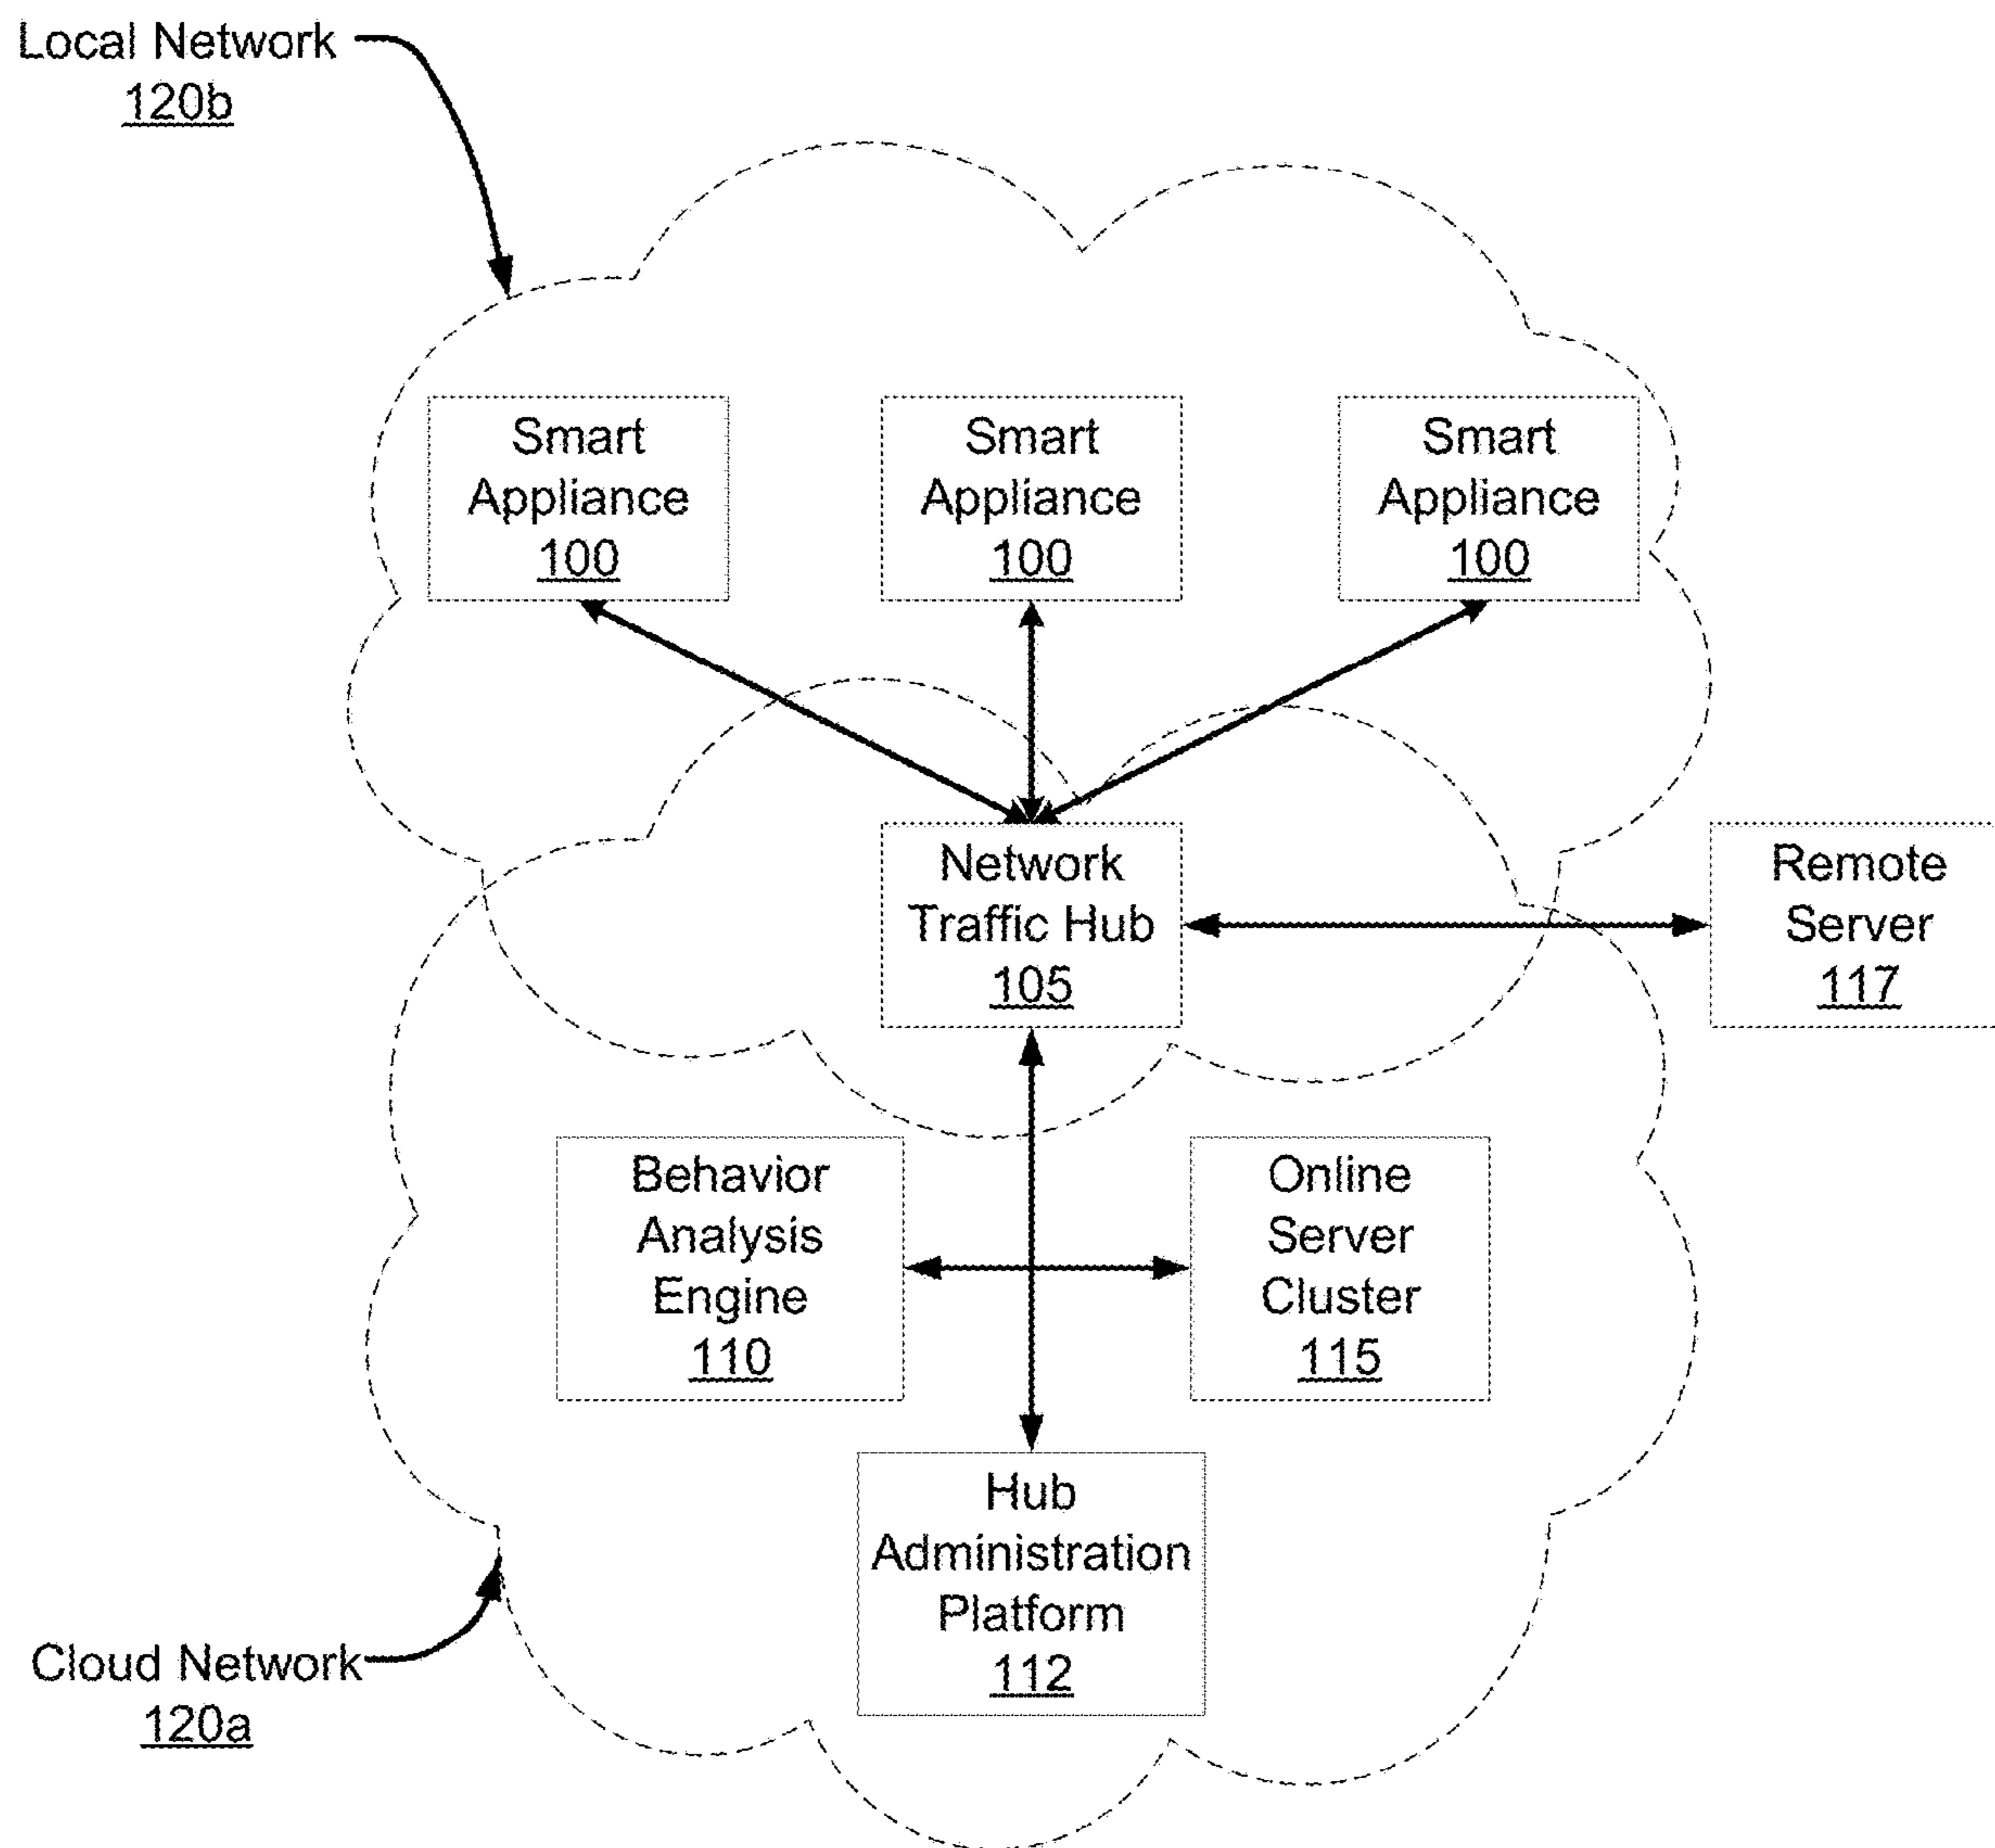 Local Network
120b
Smart
Appliance
100
Smart
Appliance
100
Smart
Appliance
100
Network
Traffic Hub
105
Remote
Server
117
Behavior
Analysis
Engine
110
Online
Server
Cluster
115
Hub
Administration
Platform
112
Cloud Network
120a